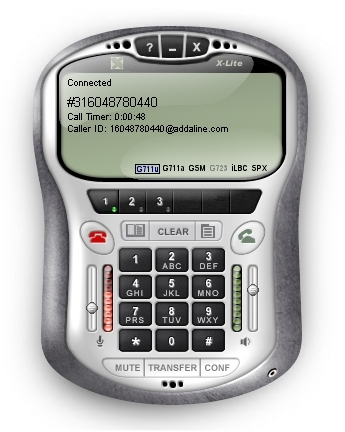 ? – X
X-Lite
Connected
#316048780440
Call Timer: 0:00:48
Caller ID: 16048780440@addaline.com
G711u G711a GSM G723 iLBC SPX
1 2 3
CLEAR
1 2 ABC 3 DEF
4 GHI 5 JKL 6 MNO
7 PRS 8 TUV 9 WXY
* 0 #
MUTE TRANSFER CONF